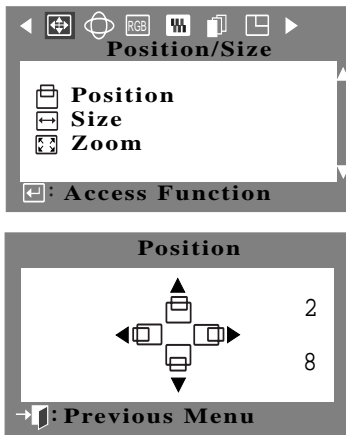 RGB
Position/Size
Position
Size
Zoom
: Access Function
Position
2
8
:Previous Menu